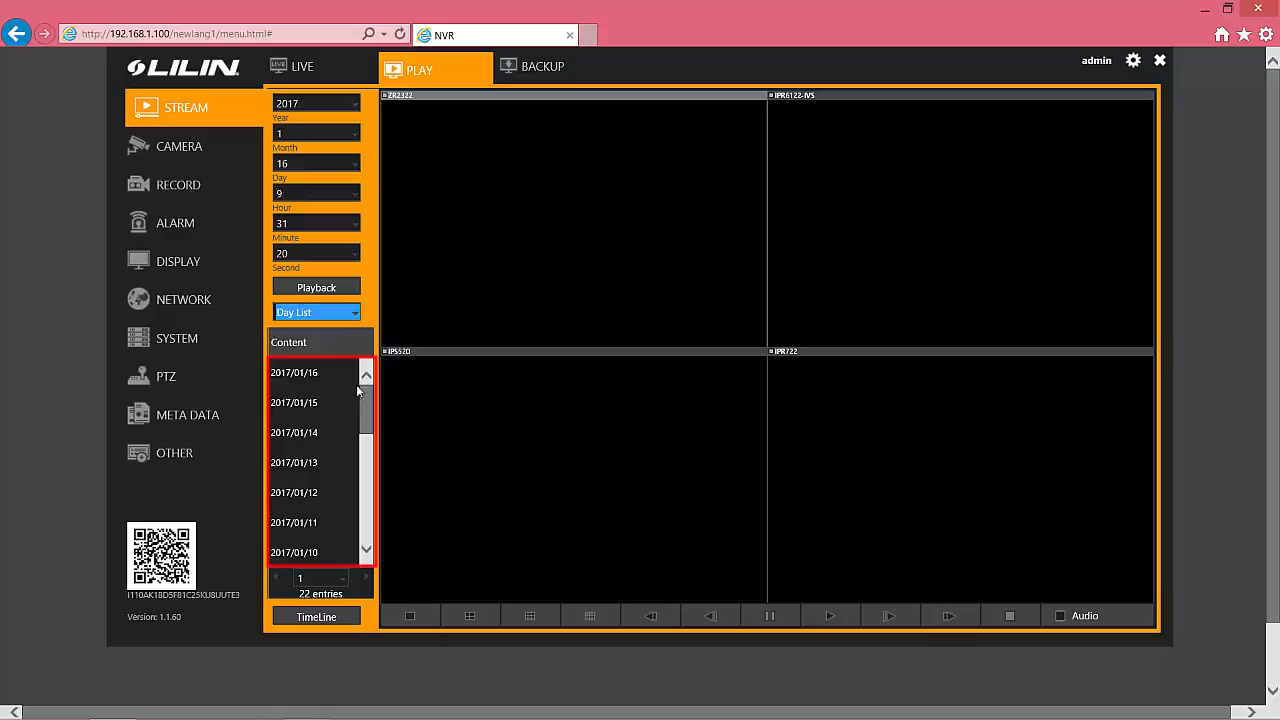 http://192.168.1.100/newlang1/menu.html#
NVR
LILIN
LIVE
PLAY
BACKUP
admin
STREAM
CAMERA
RECORD
ALARM
DISPLAY
NETWORK
SYSTEM
PTZ
META DATA
OTHER
I110AK1BD5F81C25KU8UUTE3
Version: 1.1.60
2017
Year
1
Month
16
Day
9
Hour
31
Minute
20
Second
Playback
Day List
Content
2017/01/16
2017/01/15
2017/01/14
2017/01/13
2017/01/12
2017/01/11
2017/01/10
1
22 entries
TimeLine
ZR2322
IPR6122-IVS
IPS520
IPR722
Audio